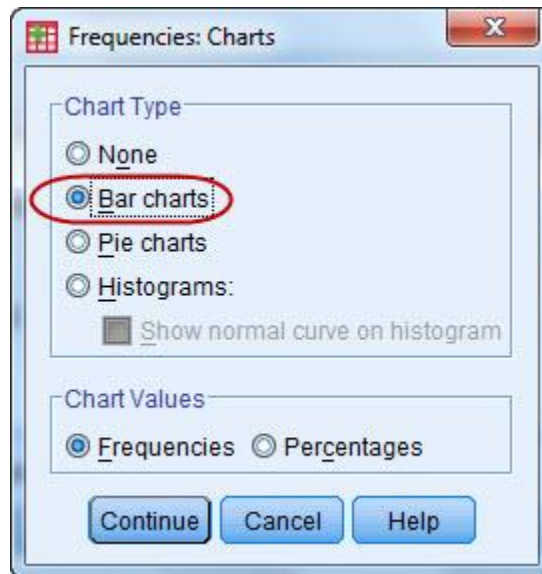 Frequencies: Charts
Chart Type
None
Bar charts
Pie charts
Histograms:
Show normal curve on histogram
Chart Values
Frequencies Percentages
Continue Cancel Help